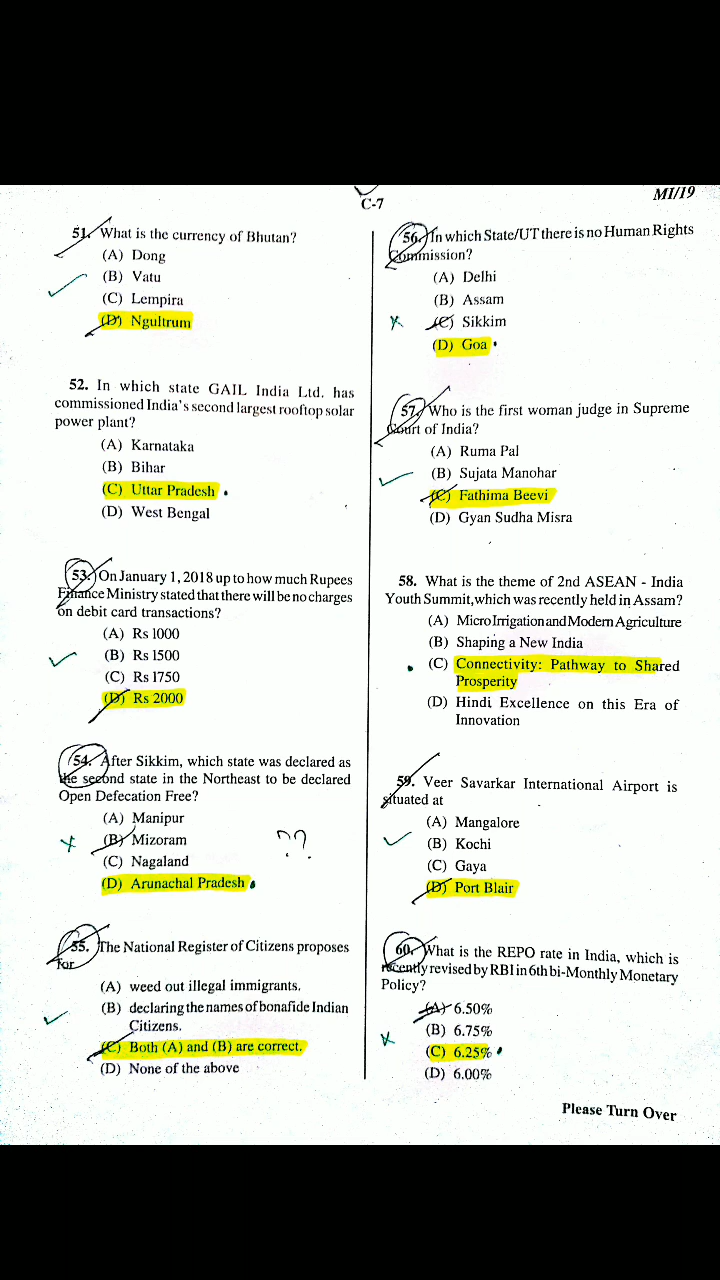 C-7
MI/19
51. What is the currency of Bhutan?
(A) Dong
(B) Vatu
(C) Lempira
(D) Ngultrum
52. In which state GAIL India Ltd. has
commissioned India's second largest rooftop solar
power plant?
(A) Karnataka
(B) Bihar
(C) Uttar Pradesh
(D) West Bengal
53. On January 1, 2018 up to how much Rupees
Finance Ministry stated that there will be no charges
on debit card transactions?
(A) Rs 1000
(B) Rs 1500
(C) Rs 1750
(D) Rs 2000
54. After Sikkim, which state was declared as
the second state in the Northeast to be declared
Open Defecation Free?
(A) Manipur
(B) Mizoram
??
(C) Nagaland
(D) Arunachal Pradesh
55. The National Register of Citizens proposes
for
(A) weed out illegal immigrants.
(B) declaring the names of bonafide Indian
Citizens.
(C) Both (A) and (B) are correct.
(D) None of the above
56. In which State/UT there is no Human Rights
Commission?
(A) Delhi
(B) Assam
(C) Sikkim
(D) Goa
57. Who is the first woman judge in Supreme
Court of India?
(A) Ruma Pal
(B) Sujata Manohar
(C) Fathima Beevi
(D) Gyan Sudha Misra
58. What is the theme of 2nd ASEAN - India
Youth Summit, which was recently held in Assam?
(A) Micro Irrigation and Modern Agriculture
(B) Shaping a New India
(C) Connectivity: Pathway to Shared
Prosperity
(D) Hindi Excellence on this Era of
Innovation
59. Veer Savarkar International Airport is
situated at
(A) Mangalore
(B) Kochi
(C) Gaya
(D) Port Blair
60. What is the REPO rate in India, which is
recently revised by RBI in 6th bi-Monthly Monetary
Policy?
(A) 6.50%
(B) 6.75%
(C) 6.25%
(D) 6.00%
Please Turn Over